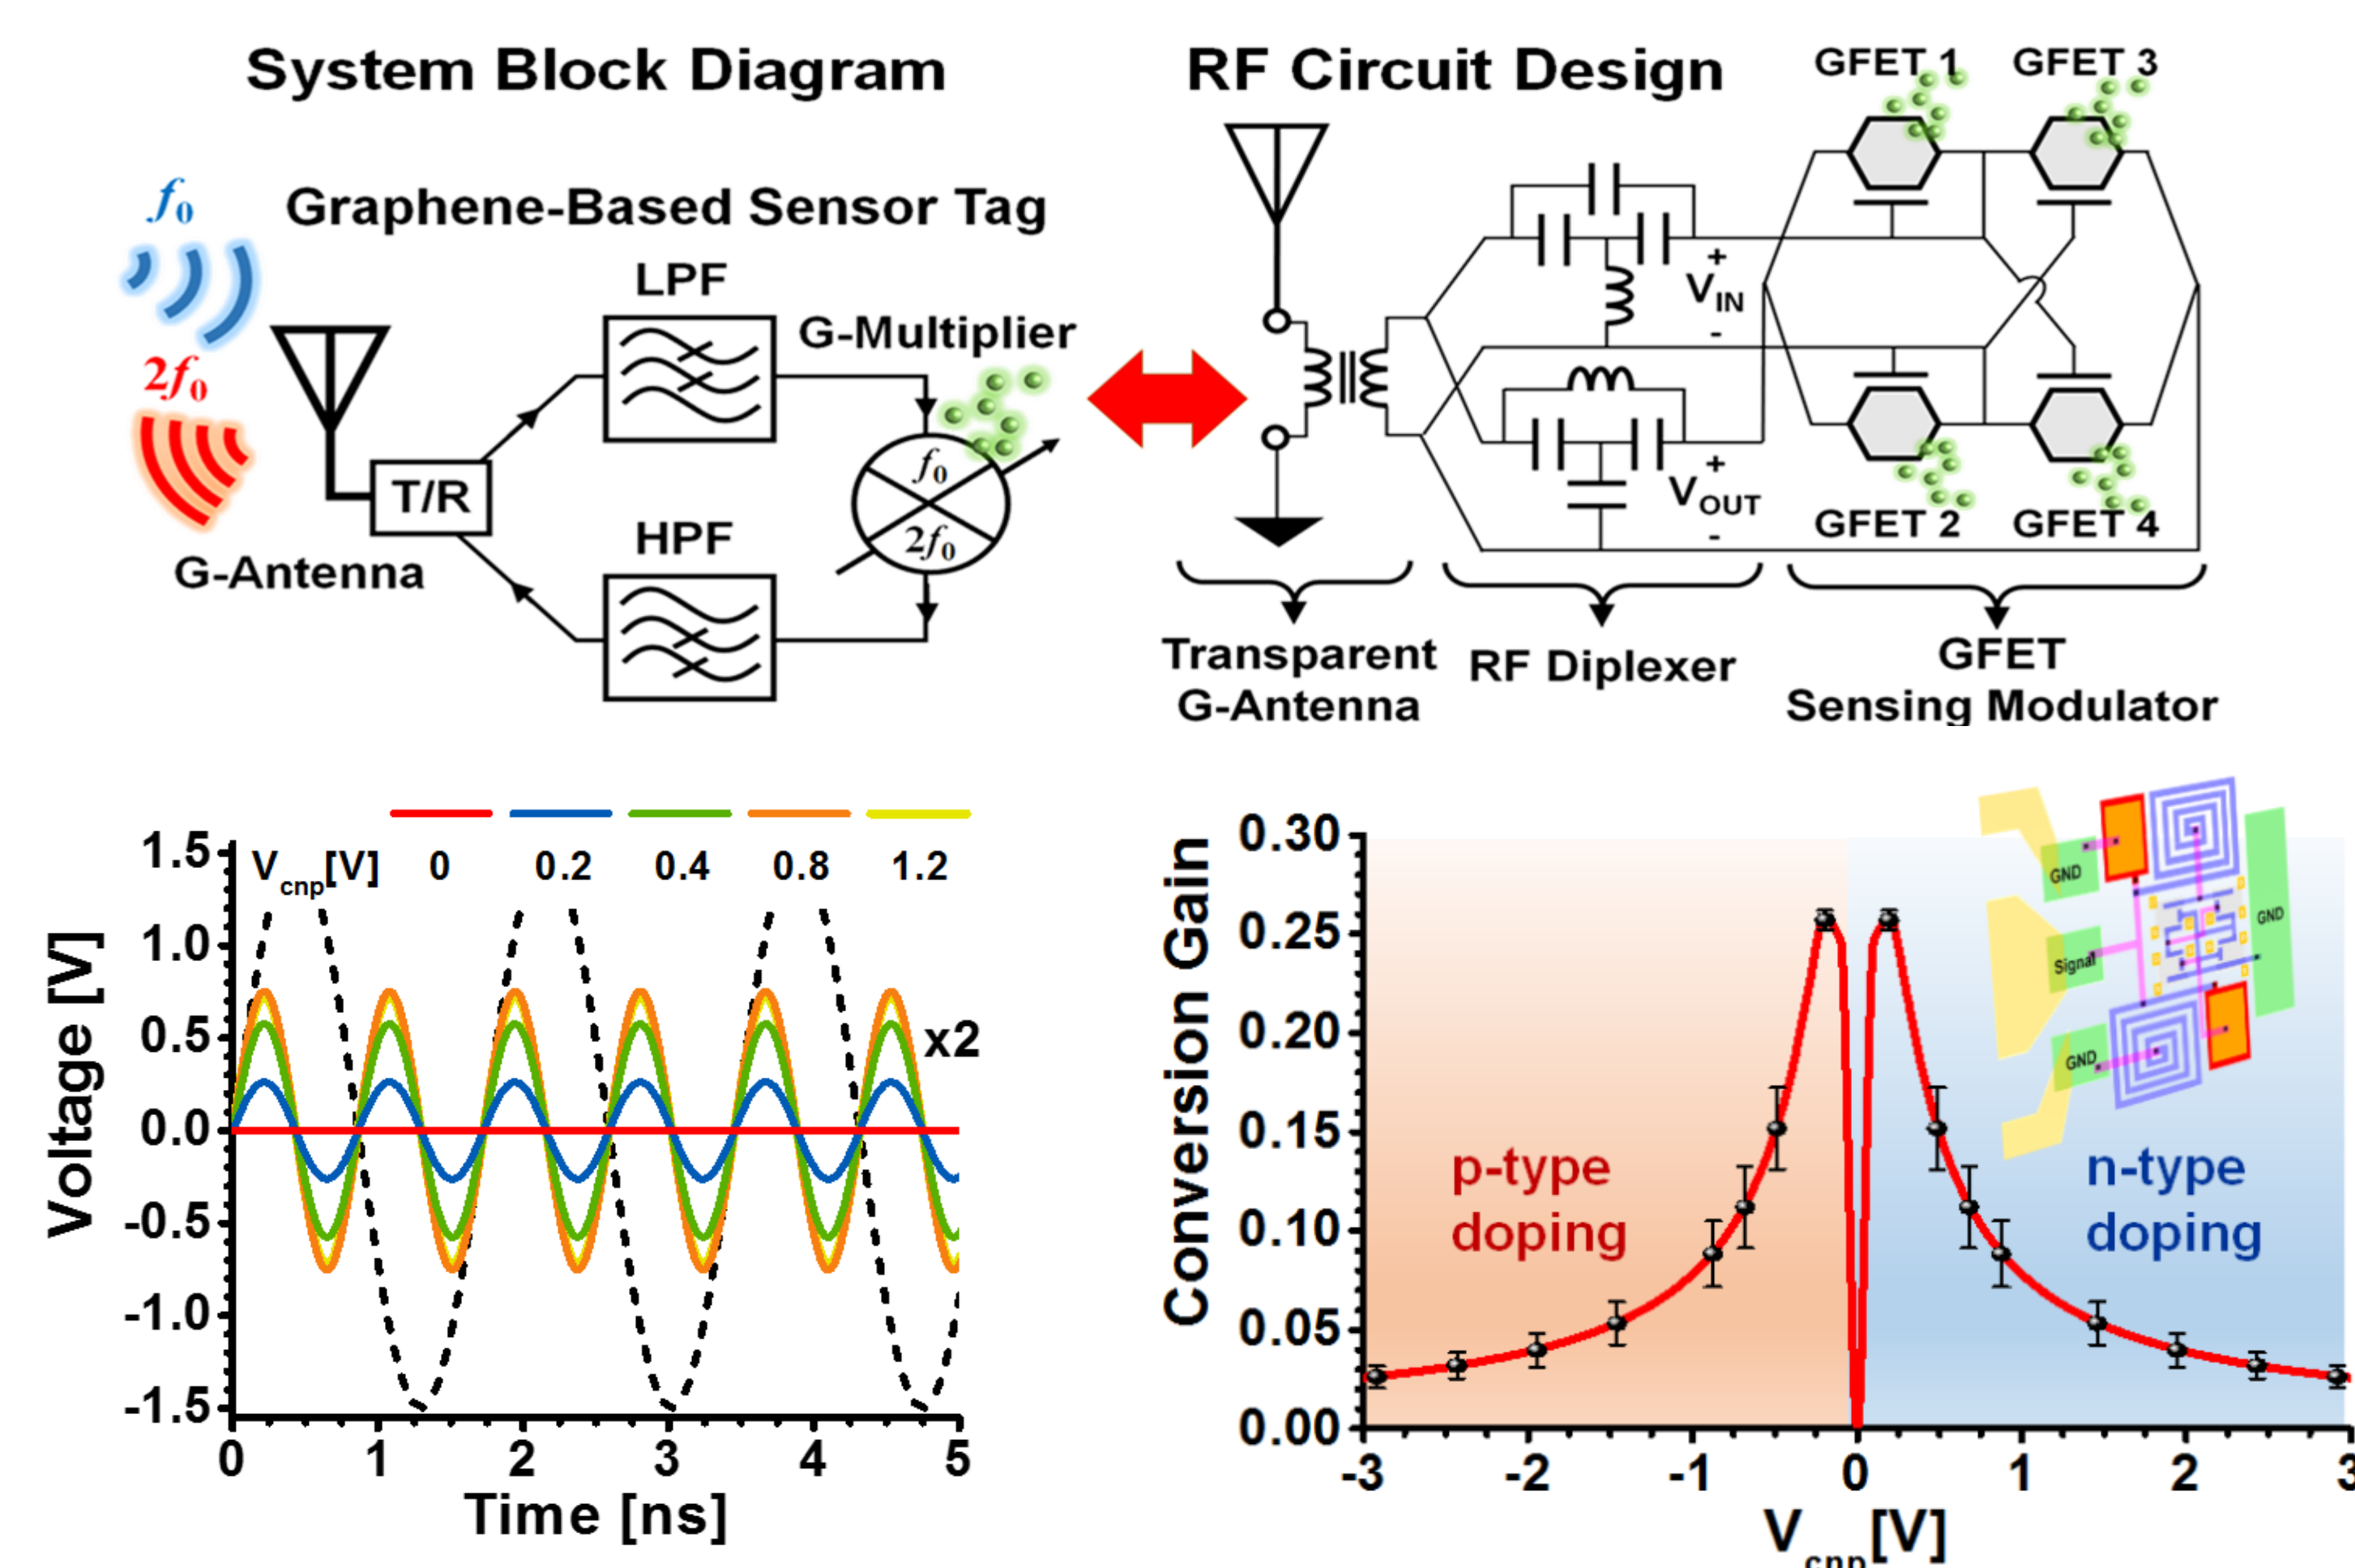 System Block Diagram
f0
2f0
Graphene-Based Sensor Tag
LPF
G-Multiplier
f0
2f0
T/R
HPF
G-Antenna
RF Circuit Design
GFET 1
GFET 3
+
VIN
-
+
VOUT
-
GFET 2
GFET 4
Transparent
G-Antenna
RF Diplexer
GFET
Sensing Modulator
Vcnp[V] 0 0.2 0.4 0.8 1.2
Voltage [V]
1.5
1.0
0.5
0.0
-0.5
-1.0
-1.5
x2
0 1 2 3 4 5
Time [ns]
Conversion Gain
0.30
0.25
0.20
0.15
0.10
0.05
0.00
GND
Signal
GND
GND
p-type
doping
n-type
doping
-3 -2 -1 0 1 2 3
Vcnp[V]